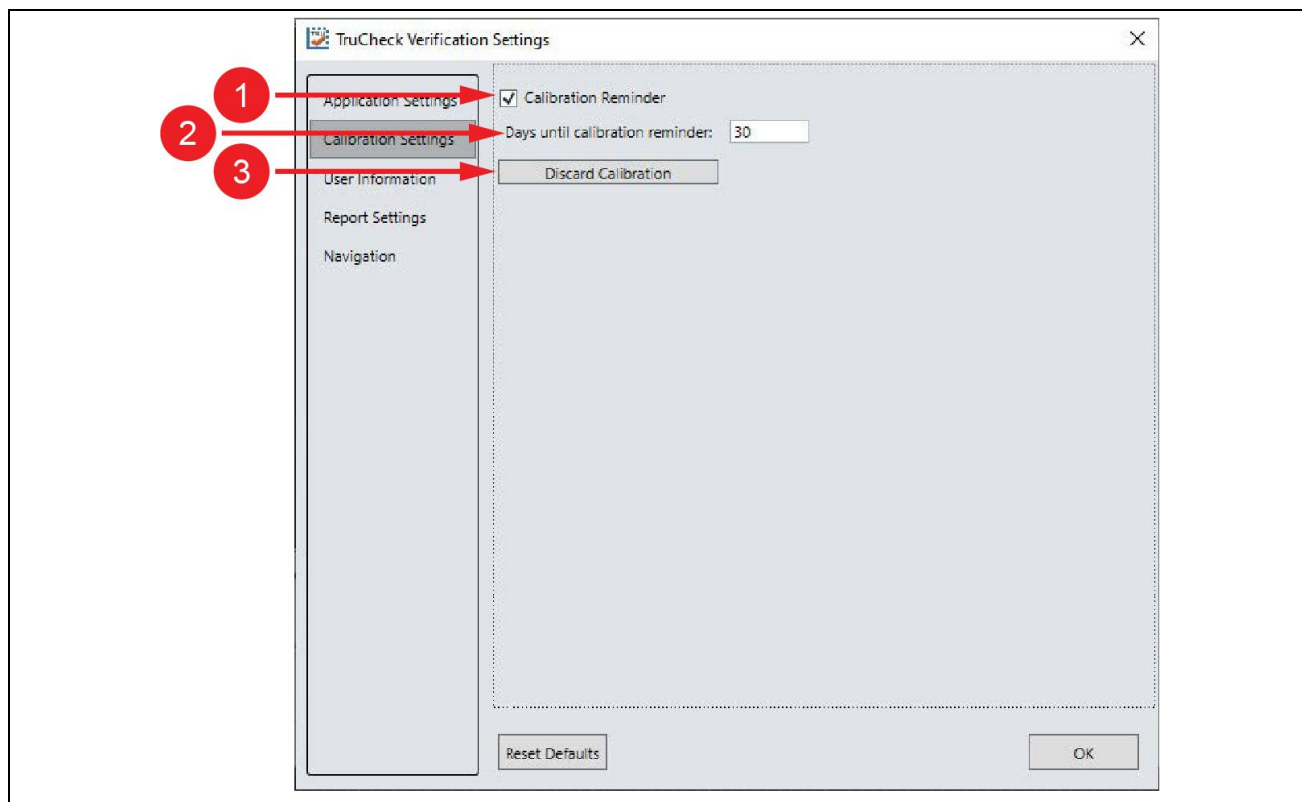 TruCheck Verification Settings
1
Application Settings
Calibration Reminder
2
Calibration Settings
Days until calibration reminder: 30
3
User Information
Discard Calibration
Report Settings
Navigation
Reset Defaults
OK